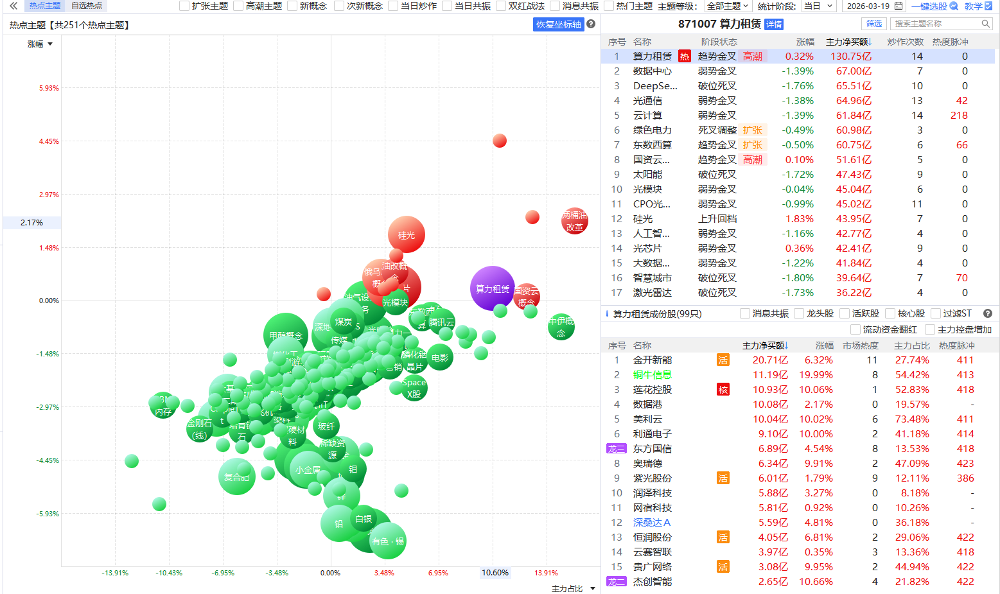 热点主题 自选热点 扩张主题 高潮主题 新概念 次新概念 当日炒作 当日共振 双红战法 消息共振 热门主题 主题等级: 全部主题 统计阶段: 当日 2026-03-19 一键选股 教学
热点主题【共251个热点主题】 恢复坐标轴
涨幅
5.93%
4.45%
2.97%
2.17%
1.48%
0.00%
-1.48%
-2.97%
-4.45%
-5.93%
-13.91% -10.43% -6.95% -3.48% 0.00% 3.48% 6.95% 10.60% 13.91%
主力占比
两桶油
改革
硅光
油改概
念
俄乌
概
片
算力租赁
国资云
概念
光模块
油气设
务
煤炭
腾讯云
中伊概
念
甲醇概念
传媒
磷化铟
晶片
电影
营销
Space
X股
内存
金刚石
(线)
石
硬材
料
玻纤
稀缺资
源
小金属
钼
复合肥
锌
铅
白银
有色·锡
871007 算力租赁 详情 筛选 搜索主题名称
序号 名称 阶段状态 涨幅 主力净买额↓ 炒作次数 热度脉冲
1 算力租赁 热 趋势金叉 高潮 0.32% 130.75亿 14 0
2 数据中心 弱势金叉 -1.39% 67.00亿 7 0
3 DeepSe... 破位死叉 -1.76% 65.51亿 10 0
4 光通信 弱势金叉 -1.38% 64.96亿 13 42
5 云计算 弱势金叉 -1.39% 61.84亿 14 218
6 绿色电力 死叉调整 扩张 -0.49% 60.98亿 3 0
7 东数西算 趋势金叉 扩张 -0.50% 60.75亿 6 66
8 国资云... 趋势金叉 高潮 0.10% 51.61亿 5 0
9 太阳能 破位死叉 -1.72% 47.43亿 9 0
10 光模块 弱势金叉 -0.04% 45.04亿 6 0
11 CPO光... 弱势金叉 -0.99% 45.02亿 11 0
12 硅光 上升回档 1.83% 43.95亿 7 0
13 人工智... 弱势金叉 -1.16% 42.77亿 4 0
14 光芯片 弱势金叉 0.36% 42.41亿 9 0
15 大数据... 弱势金叉 -1.22% 41.84亿 4 0
16 智慧城市 破位死叉 -1.80% 39.64亿 7 70
17 激光雷达 破位死叉 -1.73% 36.22亿 4 0
算力租赁成份股(99只) 消息共振 龙头股 活跃股 核心股 过滤ST
流动资金翻红 主力控盘增加
序号 名称 主力净买额↓ 涨幅 市场热度 主力占比 热度脉冲
1 金开新能 活 20.71亿 6.32% 11 27.74% 411
2 铜牛信息 11.19亿 19.99% 8 54.42% 413
3 莲花控股 核 10.93亿 10.06% 1 52.83% 418
4 数据港 10.08亿 2.17% 0 19.57% -
5 美利云 10.04亿 10.02% 6 73.48% 411
6 利通电子 9.10亿 10.00% 2 41.18% 414
龙三 东方国信 6.89亿 4.54% 8 13.53% 418
8 奥瑞德 6.34亿 9.91% 2 47.09% 423
9 紫光股份 活 6.01亿 1.79% 9 12.11% 386
10 润泽科技 5.88亿 3.27% 0 8.18% -
11 网宿科技 5.81亿 0.92% 0 10.26% -
12 深桑达A 5.59亿 4.81% 0 36.18% -
13 恒润股份 活 4.05亿 6.81% 2 29.06% 422
14 云赛智联 3.97亿 0.35% 3 13.36% 418
15 贵广网络 活 3.08亿 9.95% 2 44.94% 422
龙二 杰创智能 2.65亿 10.66% 4 21.82% 422